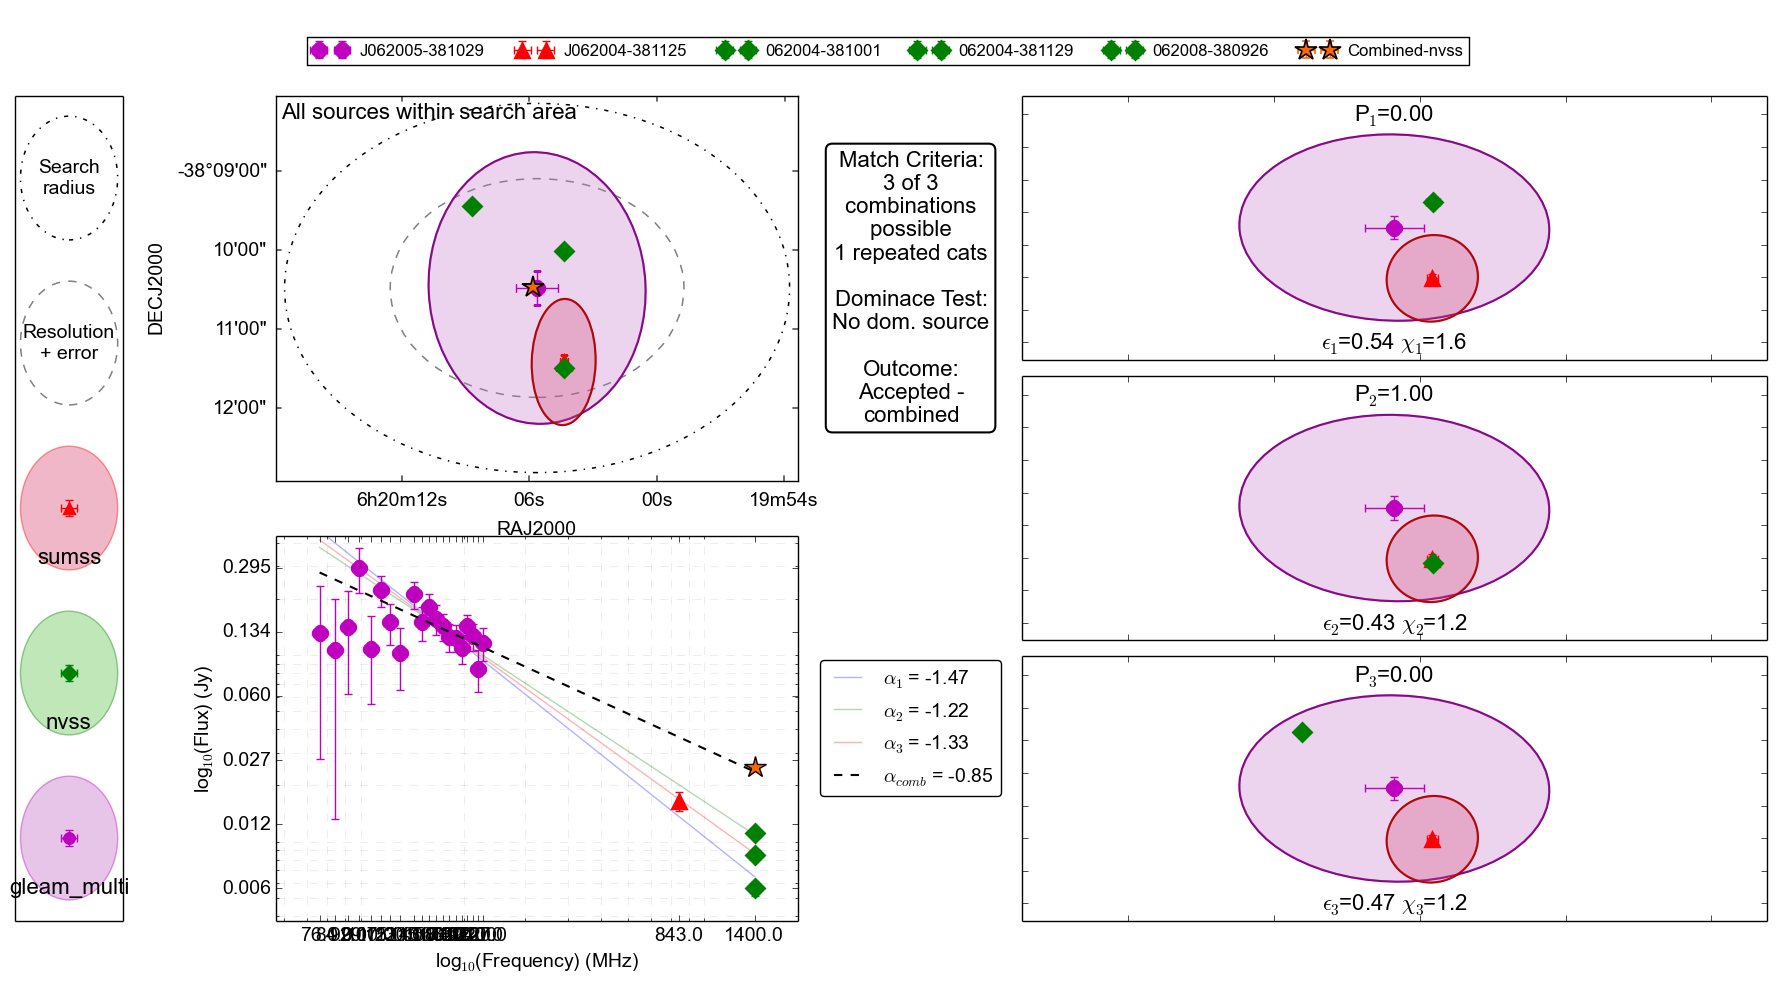 J062005-381029 J062004-381125 062004-381001 062004-381129 062008-380926 Combined-nvss
Search
radius
Resolution
+ error
sumss
nvss
gleam_multi
All sources within search area
-38°09'00"
10'00"
11'00"
12'00"
DECJ2000
6h20m12s 06s 00s 19m54s
RAJ2000
Match Criteria:
3 of 3
combinations
possible
1 repeated cats
Dominace Test:
No dom. source
Outcome:
Accepted -
combined
0.295
0.134
0.060
0.027
0.012
0.006
log10(Flux) (Jy)
843.0 1400.0
log10(Frequency) (MHz)
α1 = -1.47
α2 = -1.22
α3 = -1.33
αcomb = -0.85
P1=0.00
ϵ1=0.54 χ1=1.6
P2=1.00
ϵ2=0.43 χ2=1.2
P3=0.00
ϵ3=0.47 χ3=1.2